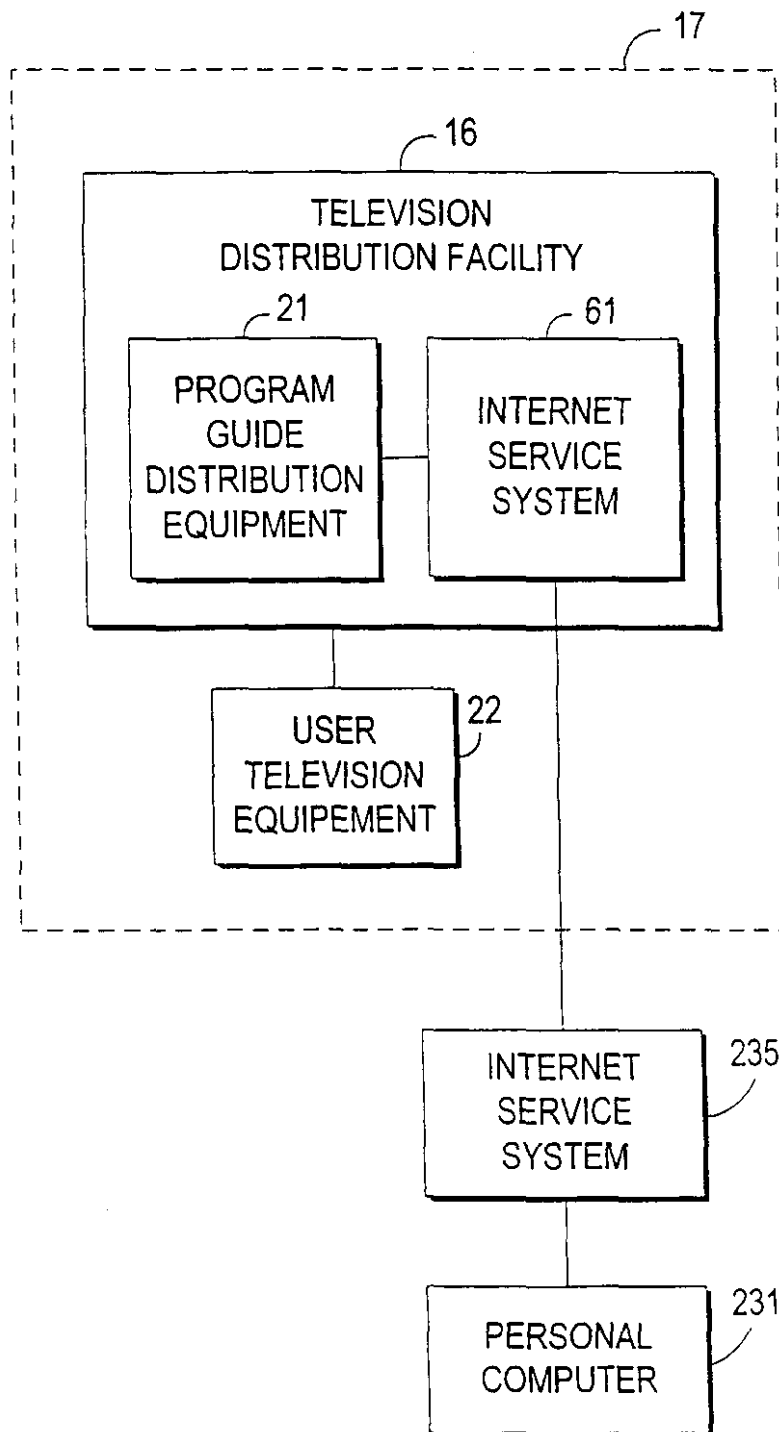 17
16
TELEVISION
DISTRIBUTION FACILITY
21
61
PROGRAM
GUIDE
DISTRIBUTION
EQUIPMENT
INTERNET
SERVICE
SYSTEM
USER
TELEVISION
EQUIPEMENT
22
INTERNET
SERVICE
SYSTEM
235
PERSONAL
COMPUTER
231